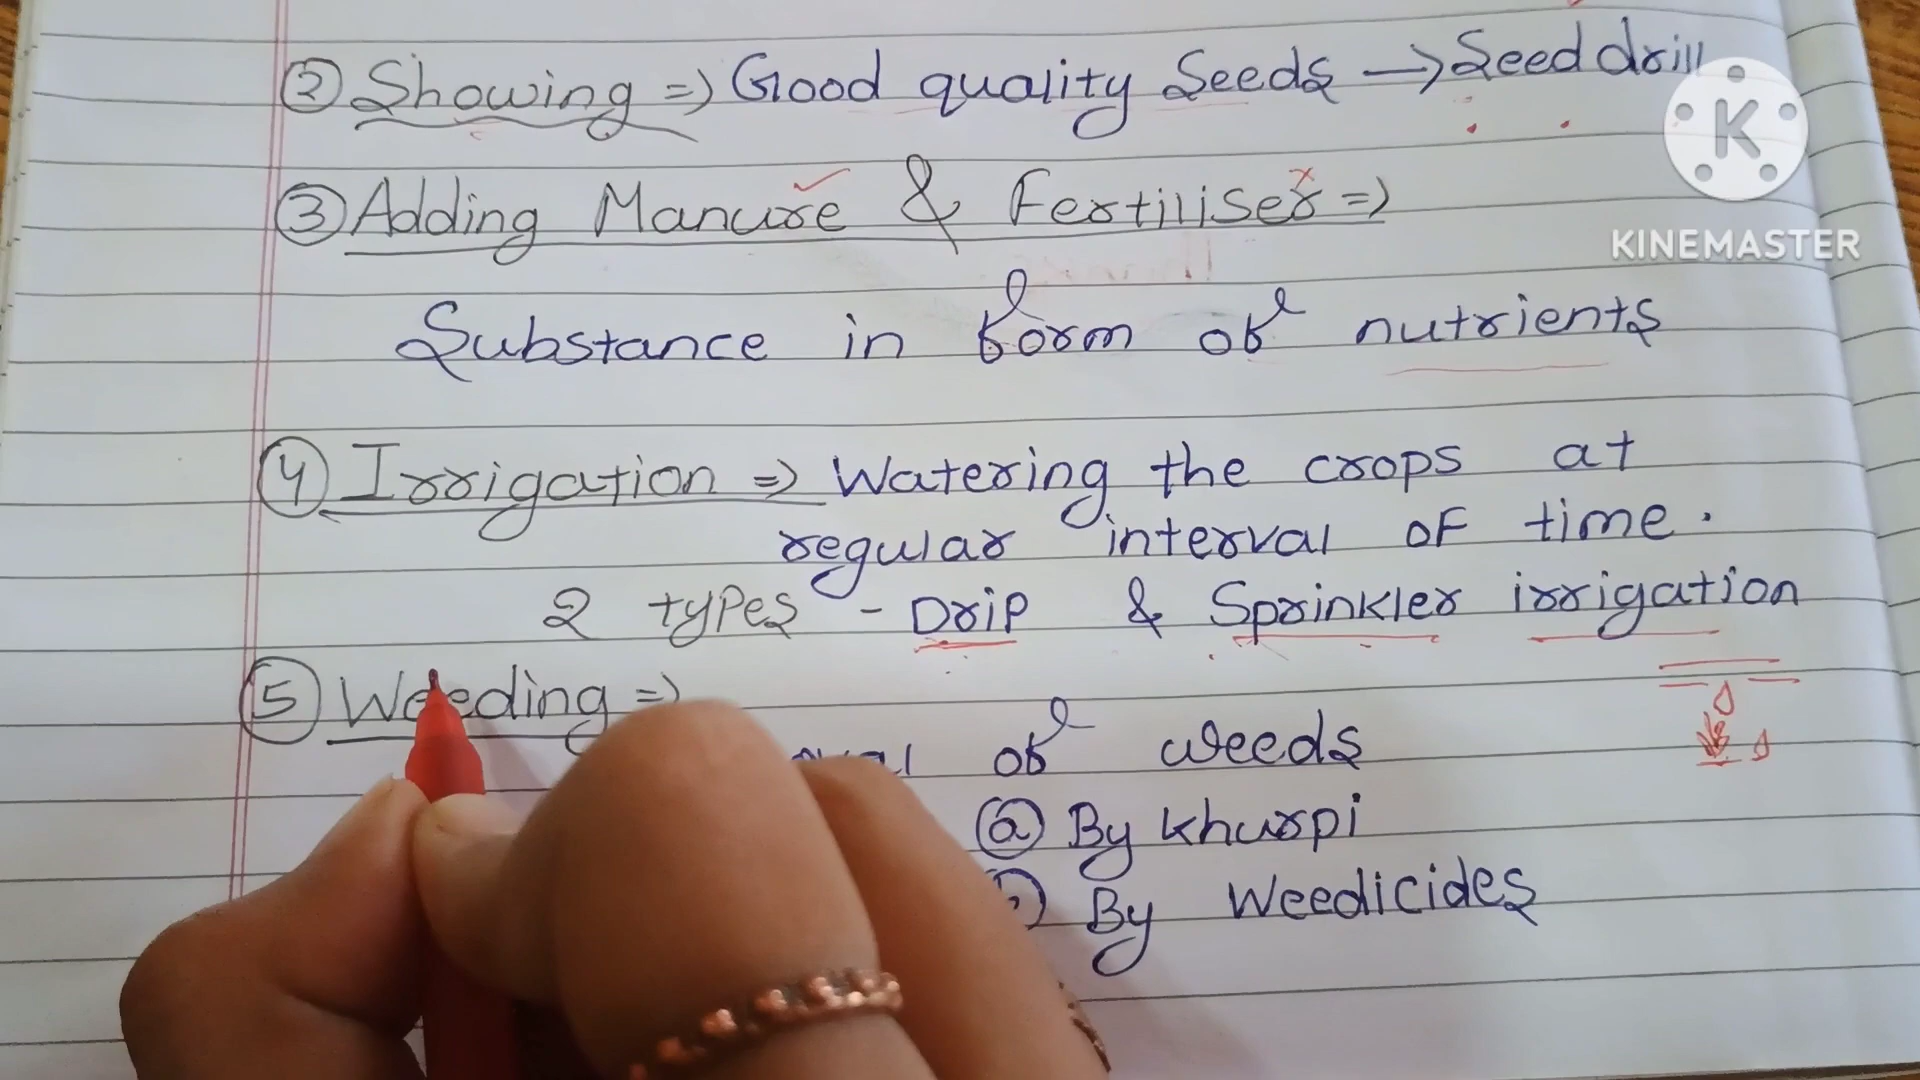 ② Showing => Good quality Seeds → Seed drill
③ Adding Manure & Fertiliser =>
Substance in form of nutrients
④ Irrigation => Watering the crops at
regular interval of time.
2 types - Drip & Sprinkler irrigation
⑤ Weeding =>
of weeds
ⓐ By khurpi
By Weedicides
K
KINEMASTER